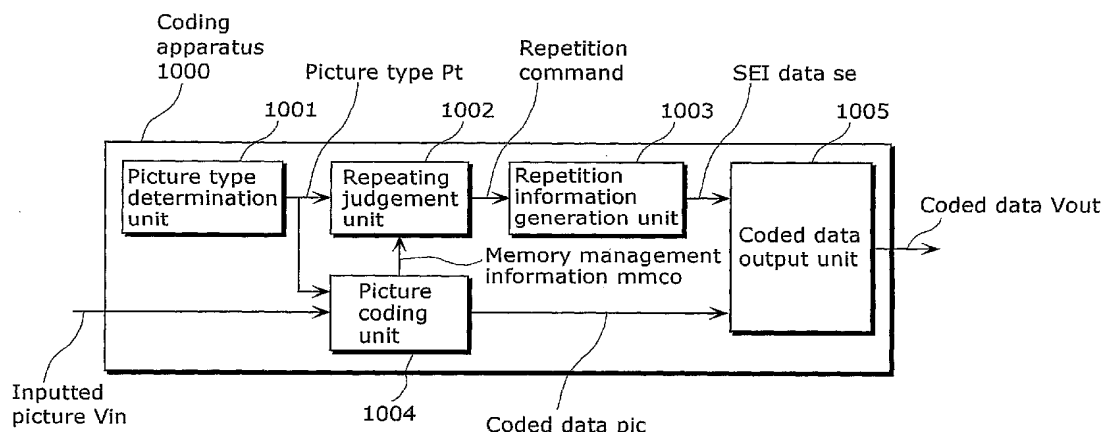 Coding
apparatus
1000
Picture type Pt
Repetition
command
SEI data se
1001
1002
1003
1005
Picture type
determination
unit
Repeating
judgement
unit
Repetition
information
generation unit
Coded data
output unit
Coded data Vout
Memory management
information mmco
Picture
coding
unit
Inputted
picture Vin
1004
Coded data pic